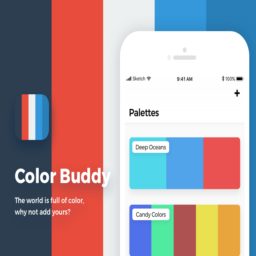 Sketch
9:41 AM
100%
+
Palettes
Deep Oceans
Candy Colors
Color Buddy
The world is full of color,
why not add yours?